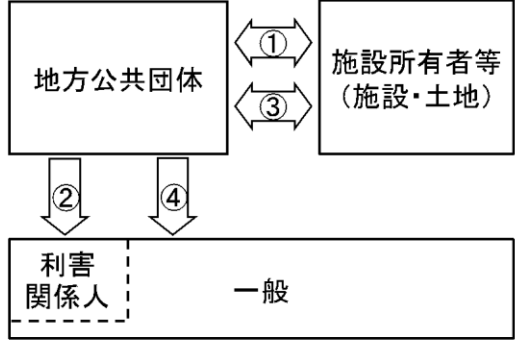 地方公共団体
①
③
施設所有者等
(施設・土地)
②
④
利害
関係人
一般